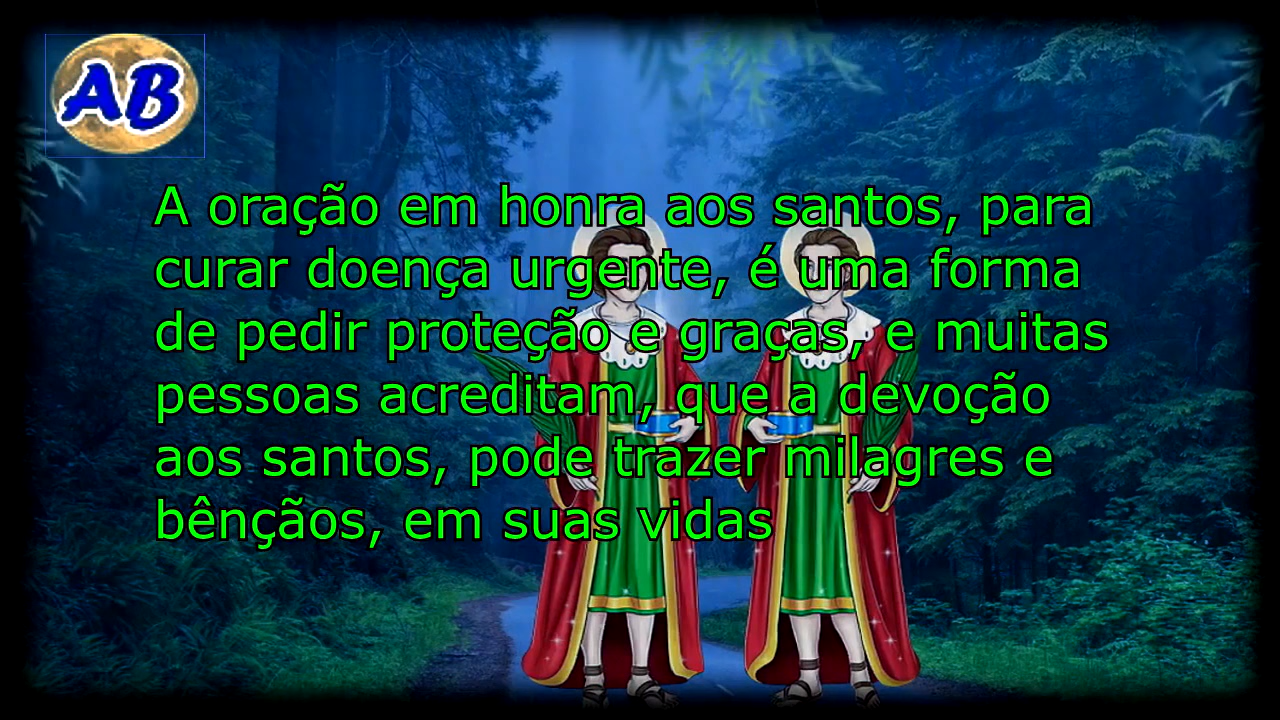 AB
A oração em honra aos santos, para
curar doença urgente, é uma forma
de pedir proteção e graças, e muitas
pessoas acreditam, que a devoção
aos santos, pode trazer milagres e
bênçãos, em suas vidas